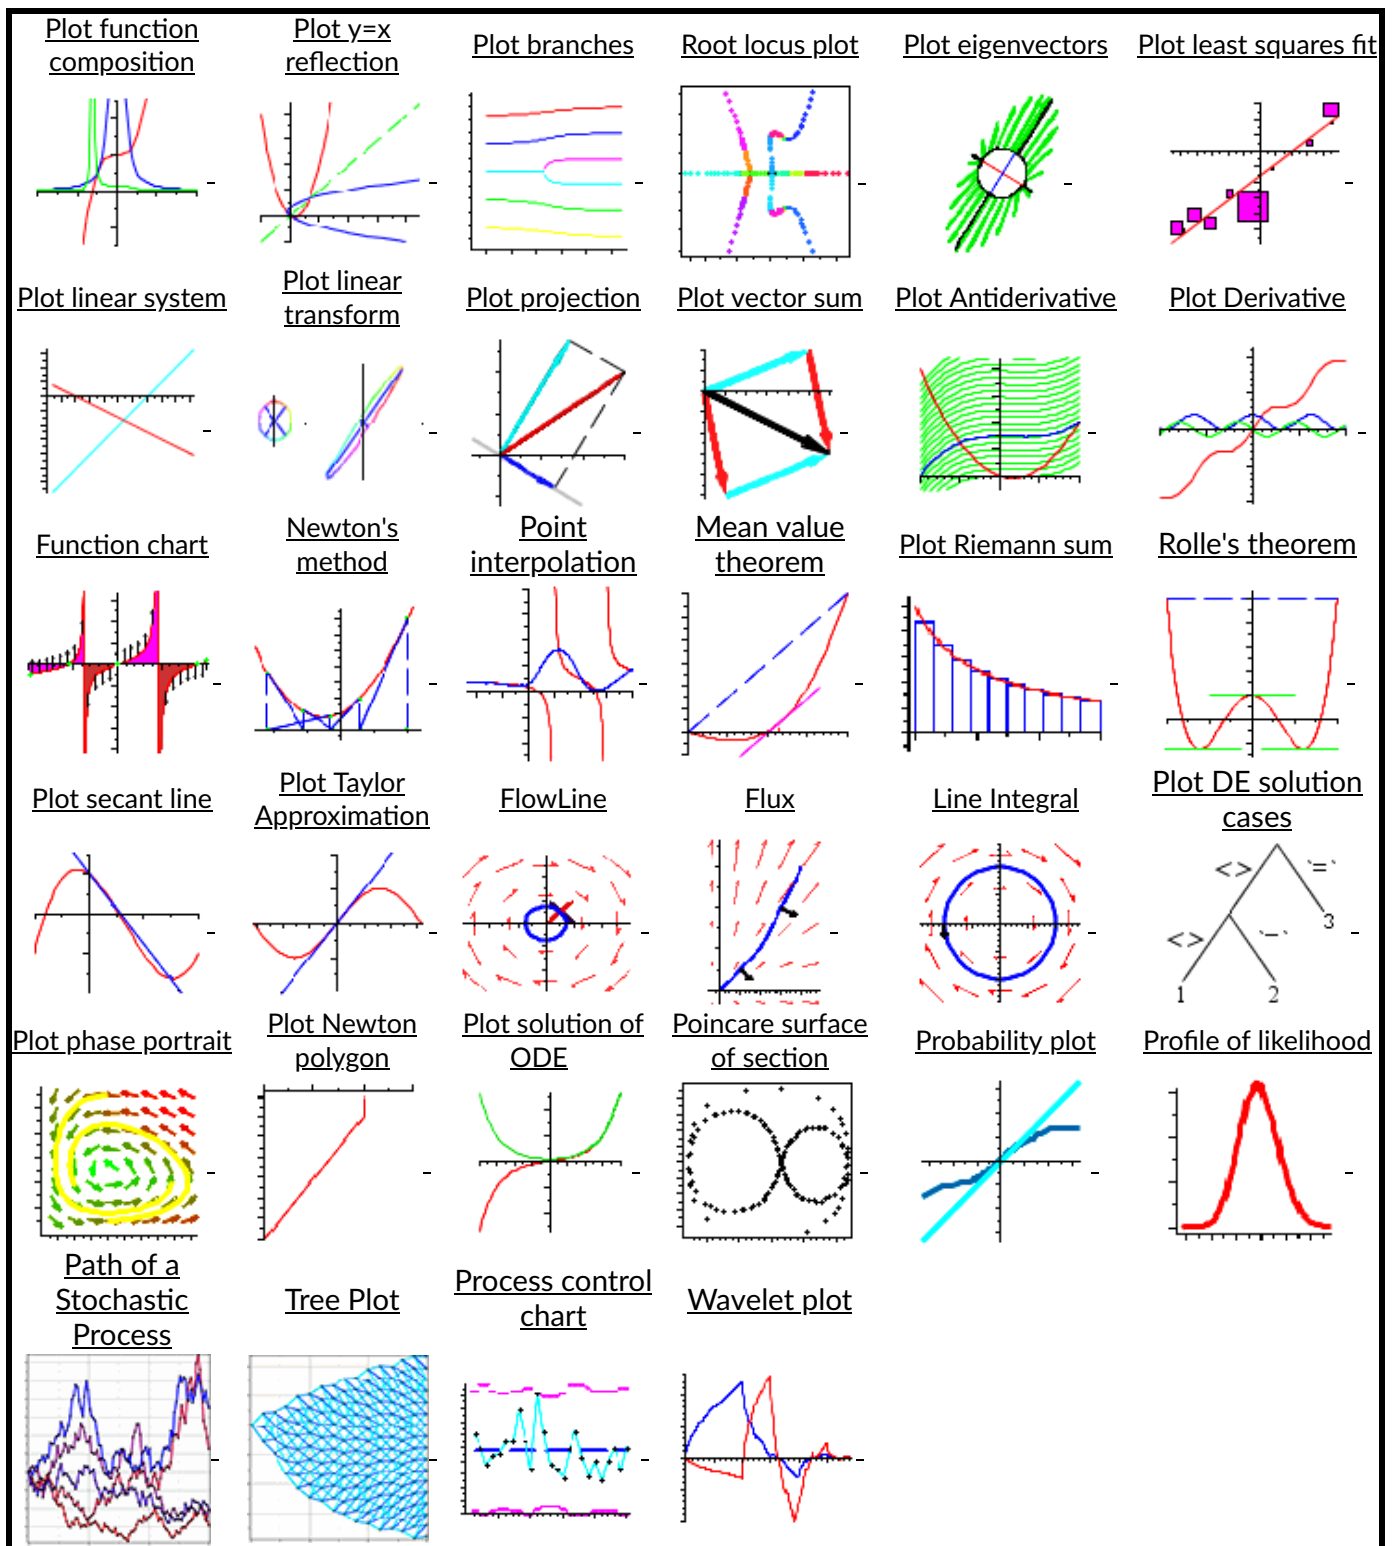 Plot function
composition
Plot y=x
reflection
Plot branches
Root locus plot
Plot eigenvectors
Plot least squares fit
Plot linear system
Plot linear
transform
Plot projection
Plot vector sum
Plot Antiderivative
Plot Derivative
Function chart
Newton's
method
Point
interpolation
Mean value
theorem
Plot Riemann sum
Rolle's theorem
Plot secant line
Plot Taylor
Approximation
FlowLine
Flux
Line Integral
Plot DE solution
cases
<> `=`
3
<> `=`
1 2
Plot phase portrait
Plot Newton
polygon
Plot solution of
ODE
Poincare surface
of section
Probability plot
Profile of likelihood
Path of a
Stochastic
Process
Tree Plot
Process control
chart
Wavelet plot